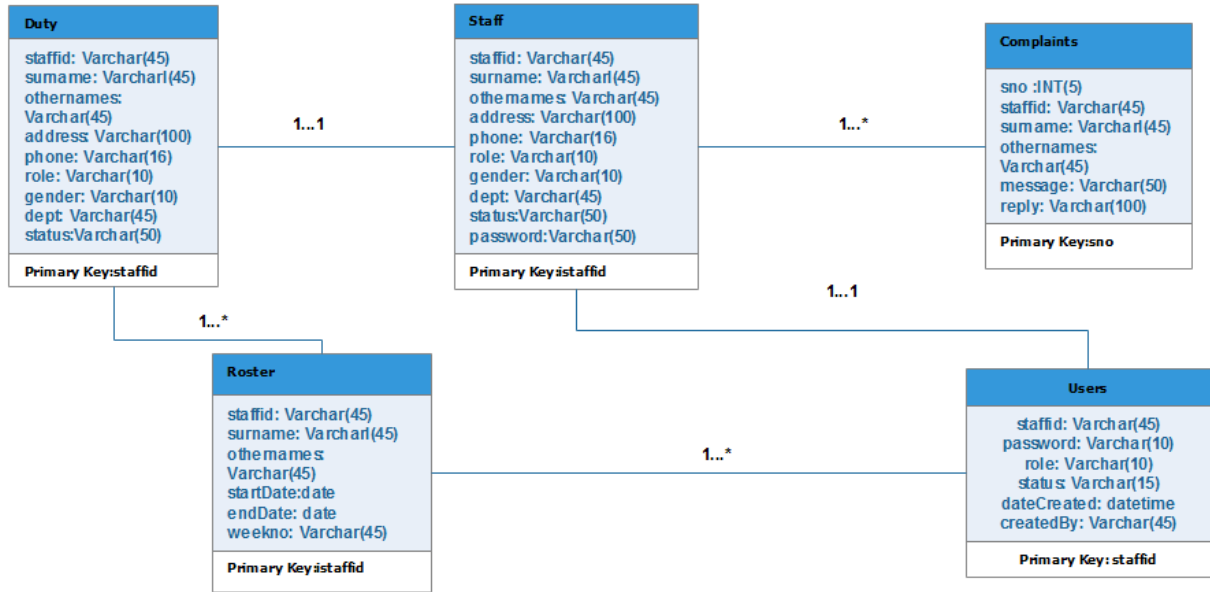 Duty
staffid: Varchar(45)
surname: Varcharl(45)
othernames:
Varchar(45)
address: Varchar(100)
phone: Varchar(16)
role: Varchar(10)
gender: Varchar(10)
dept: Varchar(45)
status:Varchar(50)
Primary Key:staffid
1...1
Staff
staffid: Varchar(45)
surname: Varcharl(45)
othernames: Varchar(45)
address: Varchar(100)
phone: Varchar(16)
role: Varchar(10)
gender: Varchar(10)
dept: Varchar(45)
status:Varchar(50)
password:Varchar(50)
Primary Key:istaffid
1...*
Complaints
sno :INT(5)
staffid: Varchar(45)
surname: Varcharl(45)
othernames:
Varchar(45)
message: Varchar(50)
reply: Varchar(100)
Primary Key:sno
1...*
1...1
Roster
staffid: Varchar(45)
surname: Varcharl(45)
othernames:
Varchar(45)
startDate:date
endDate: date
weekno: Varchar(45)
Primary Key:istaffid
1...*
Users
staffid: Varchar(45)
password: Varchar(10)
role: Varchar(10)
status: Varchar(15)
dateCreated: datetime
createdBy: Varchar(45)
Primary Key: staffid